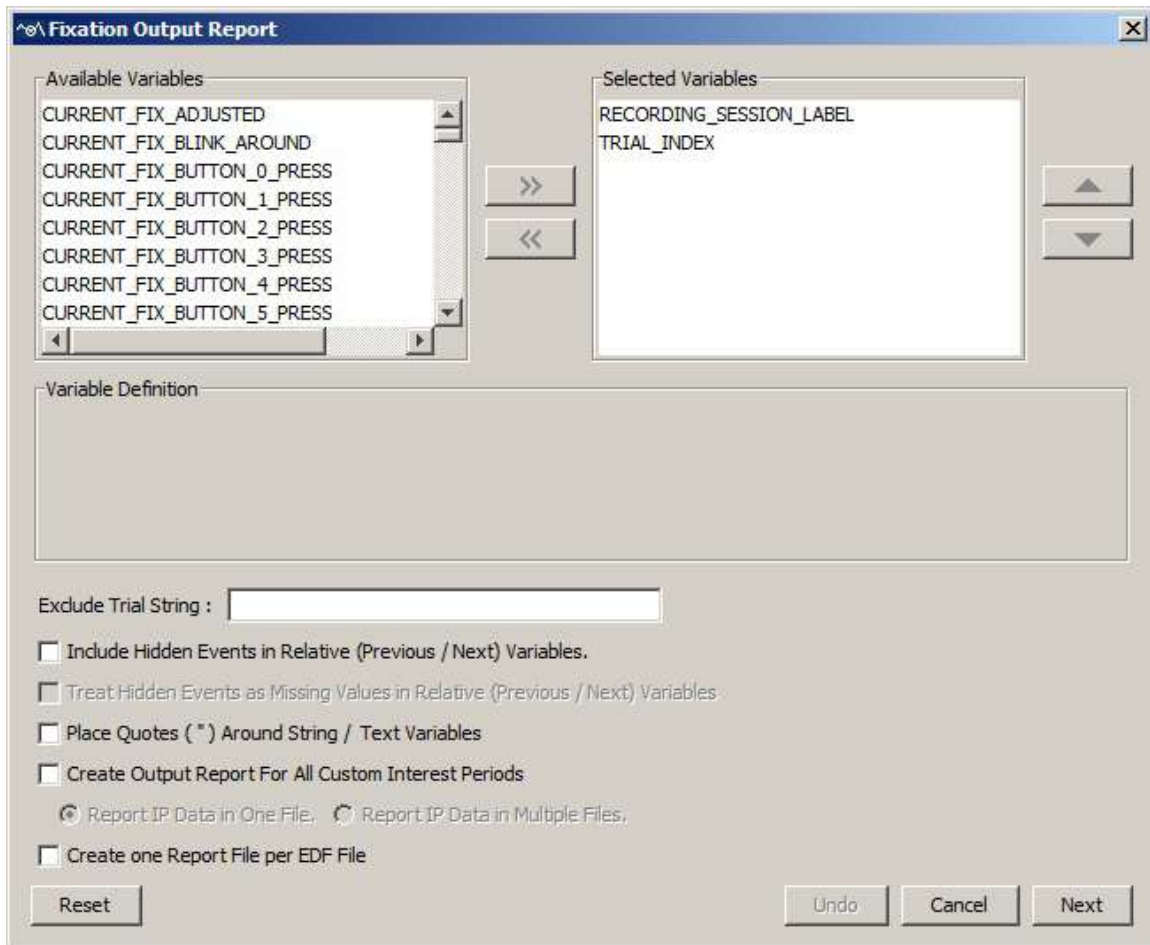 Fixation Output Report
Available Variables
CURRENT_FIX_ADJUSTED
CURRENT_FIX_BLINK_AROUND
CURRENT_FIX_BUTTON_0_PRESS
CURRENT_FIX_BUTTON_1_PRESS
CURRENT_FIX_BUTTON_2_PRESS
CURRENT_FIX_BUTTON_3_PRESS
CURRENT_FIX_BUTTON_4_PRESS
CURRENT_FIX_BUTTON_5_PRESS
>>
<<
Selected Variables
RECORDING_SESSION_LABEL
TRIAL_INDEX
Variable Definition
Exclude Trial String :
Include Hidden Events in Relative (Previous / Next) Variables.
Treat Hidden Events as Missing Values in Relative (Previous / Next) Variables
Place Quotes ( " ) Around String / Text Variables
Create Output Report For All Custom Interest Periods
Report IP Data in One File. Report IP Data in Multiple Files.
Create one Report File per EDF File
Reset Undo Cancel Next